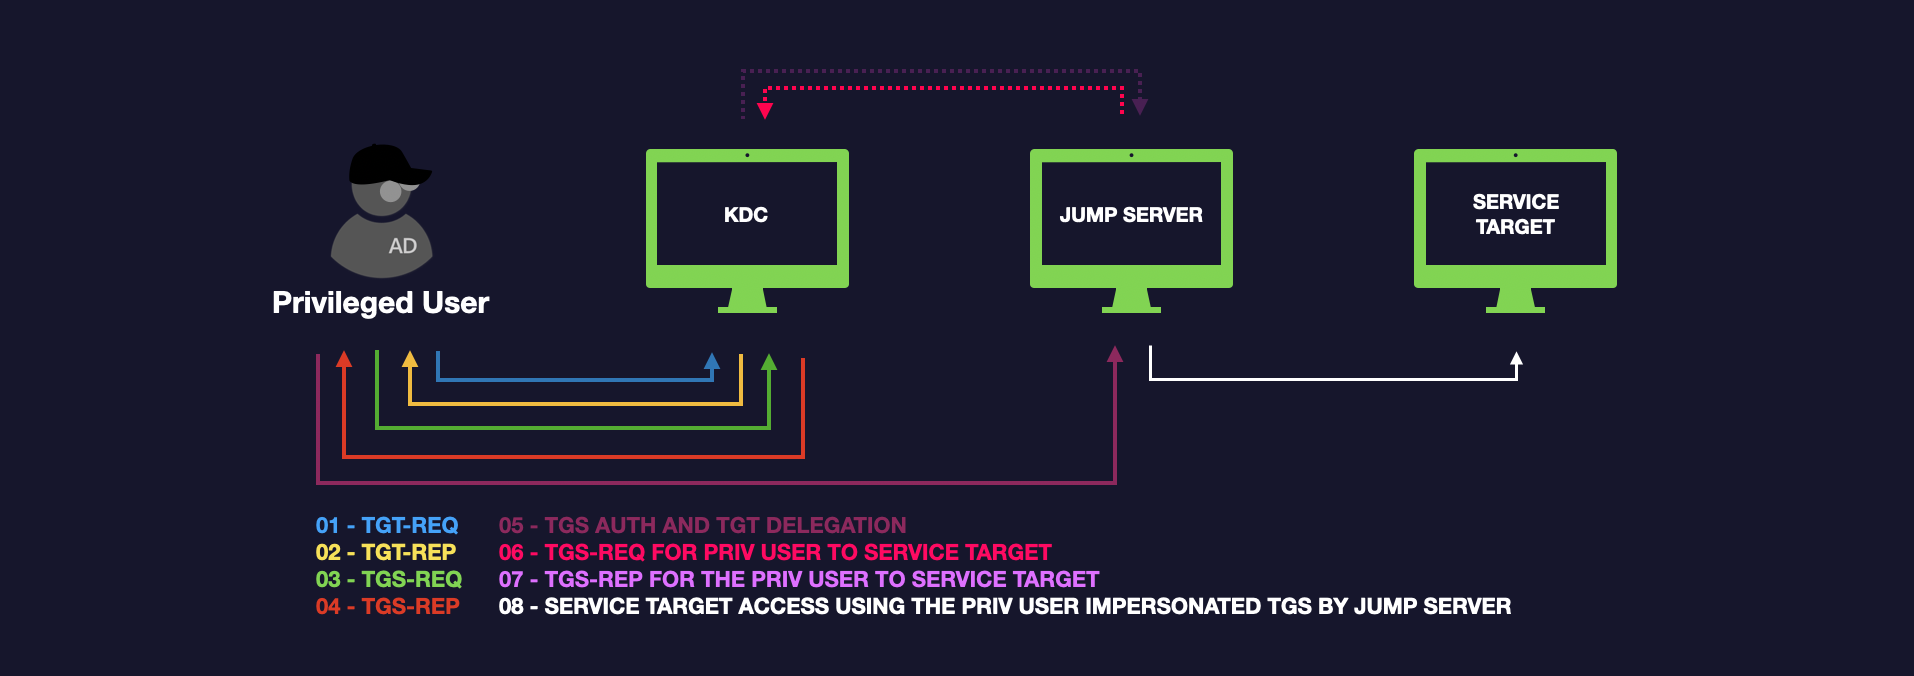 AD
Privileged User
KDC
JUMP SERVER
SERVICE
TARGET
01 - TGT-REQ
02 - TGT-REP
03 - TGS-REQ
04 - TGS-REP
05 - TGS AUTH AND TGT DELEGATION
06 - TGS-REQ FOR PRIV USER TO SERVICE TARGET
07 - TGS-REP FOR THE PRIV USER TO SERVICE TARGET
08 - SERVICE TARGET ACCESS USING THE PRIV USER IMPERSONATED TGS BY JUMP SERVER